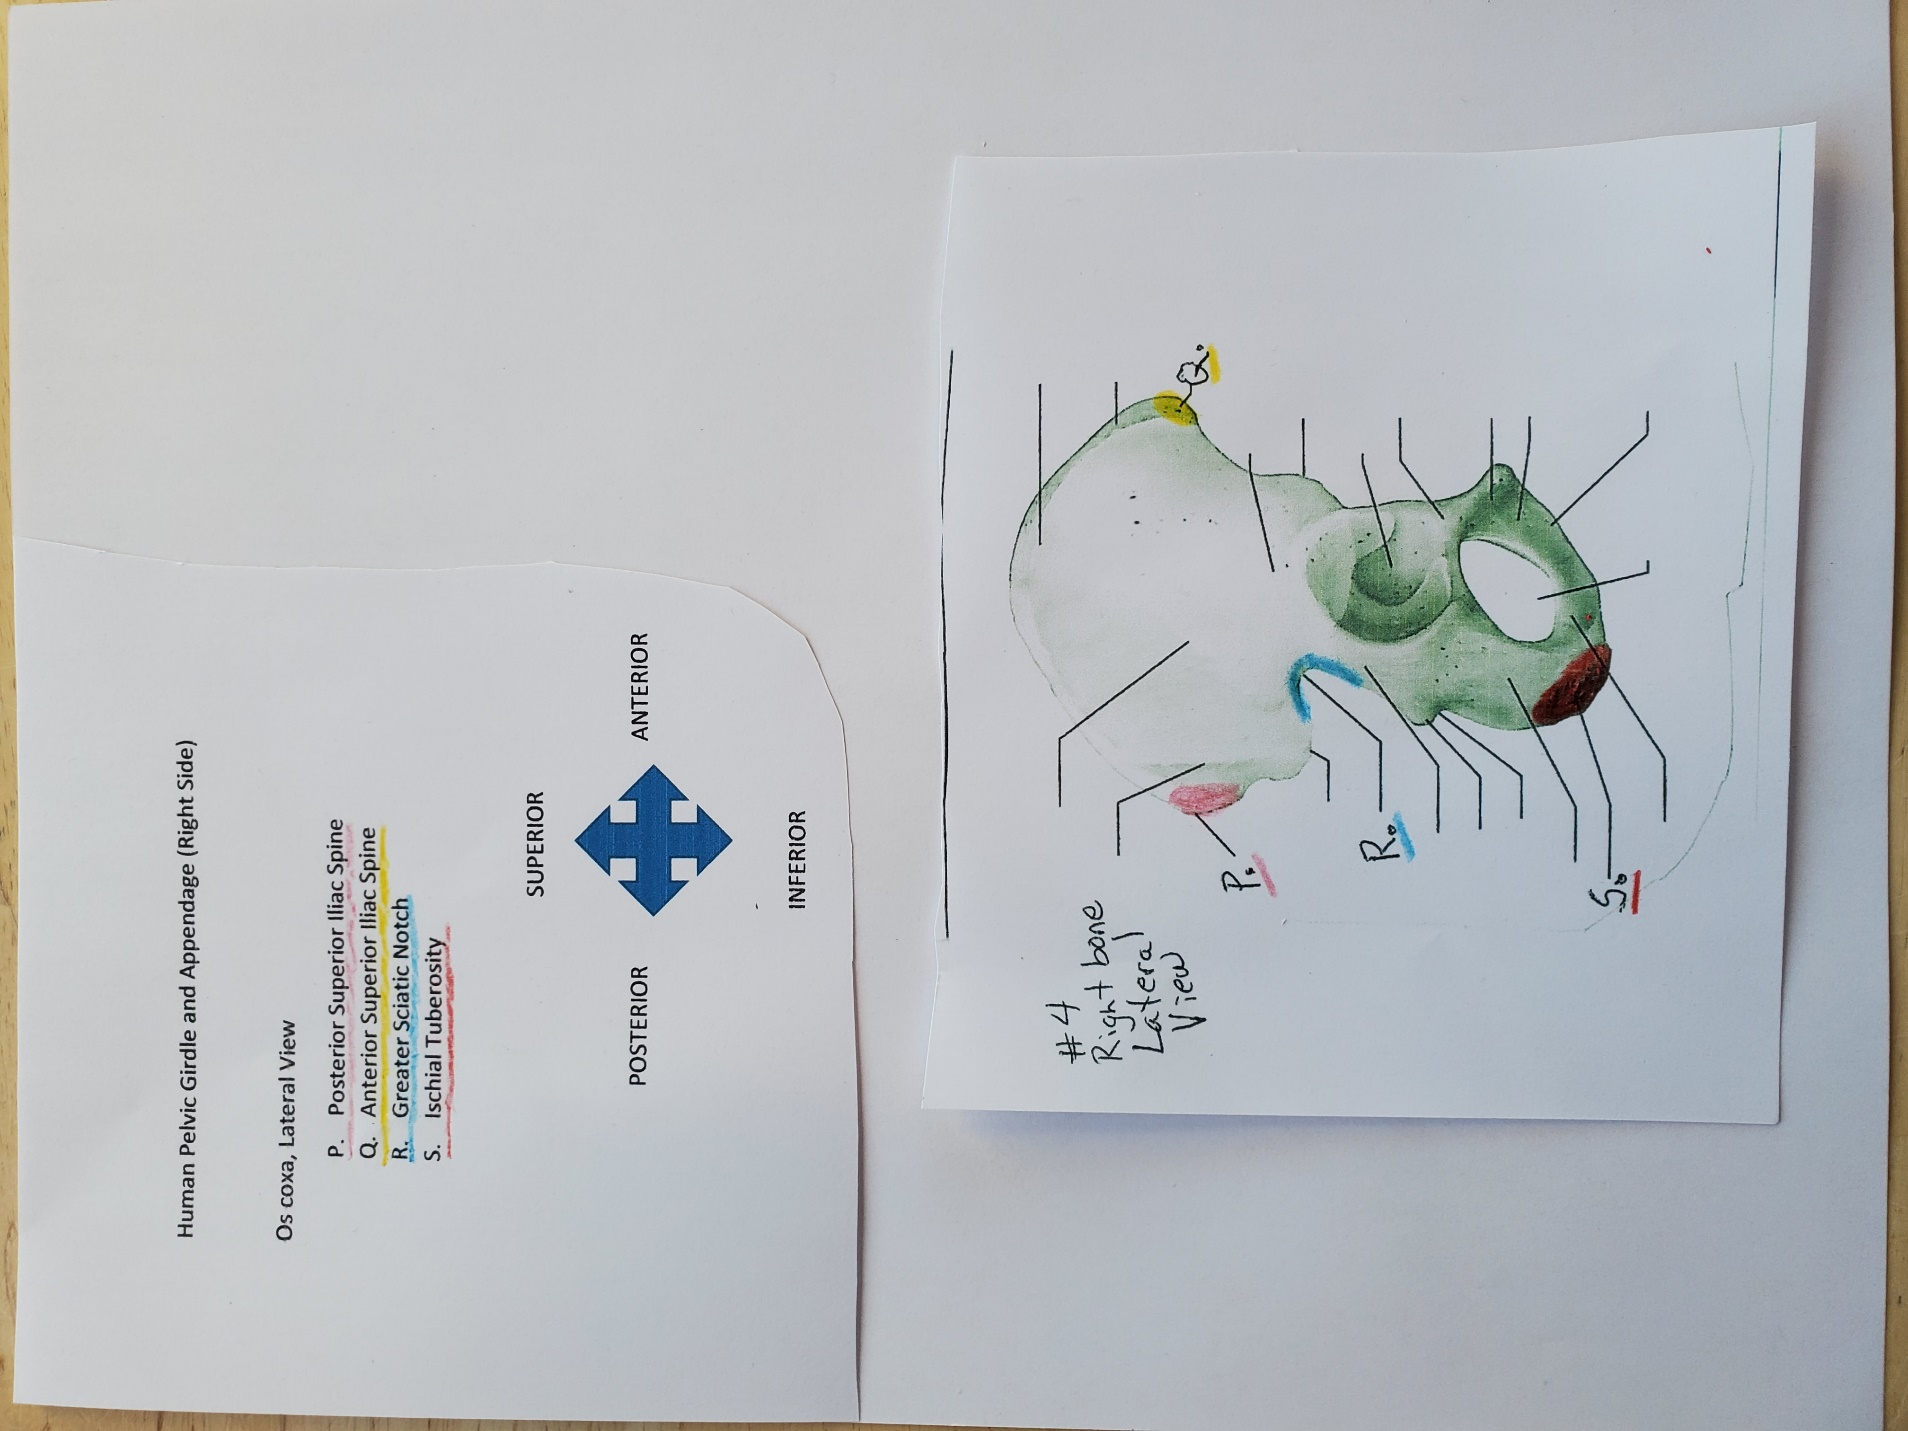 Human Pelvic Girdle and Appendage (Right Side)
Os coxa, Lateral View
P. Posterior Superior Iliac Spine
Q. Anterior Superior Iliac Spine
R. Greater Sciatic Notch
S. Ischial Tuberosity
SUPERIOR
POSTERIOR
ANTERIOR
INFERIOR
#4
Right bone
Lateral
View
Q.
P.
R.
S.